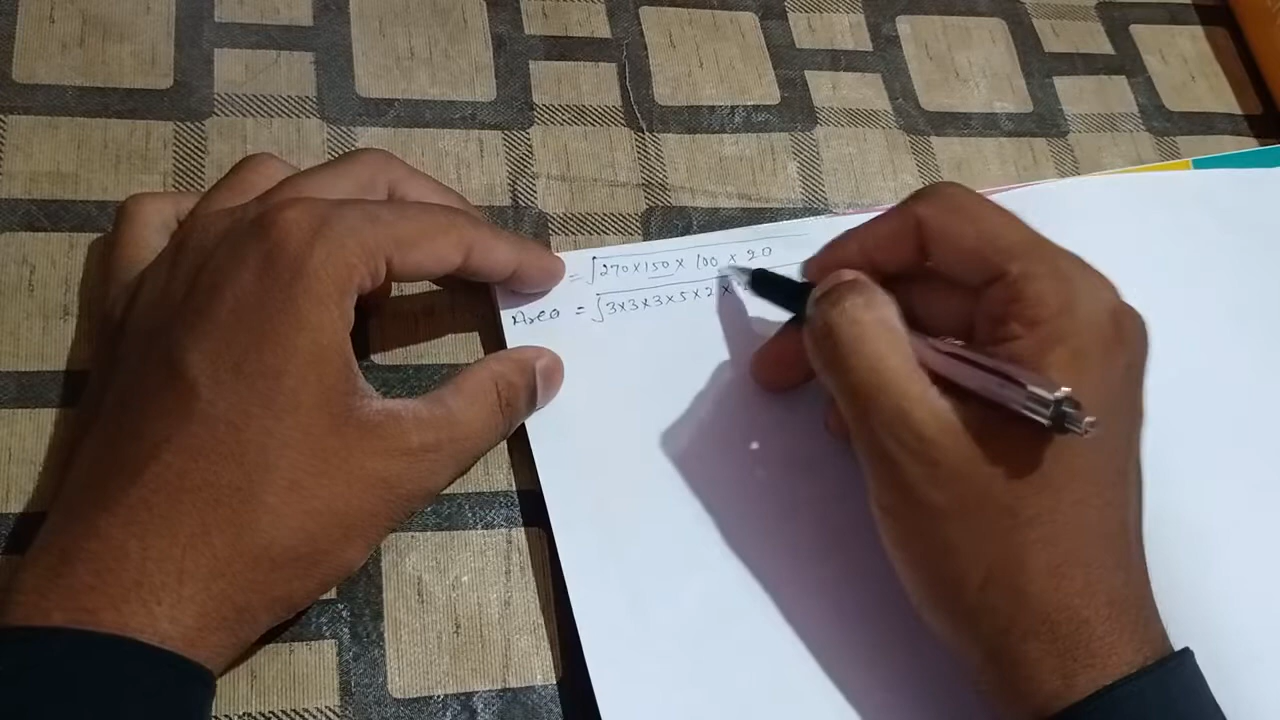 = √270×150× 100 × 20
Area = √3×3×3×5×2×